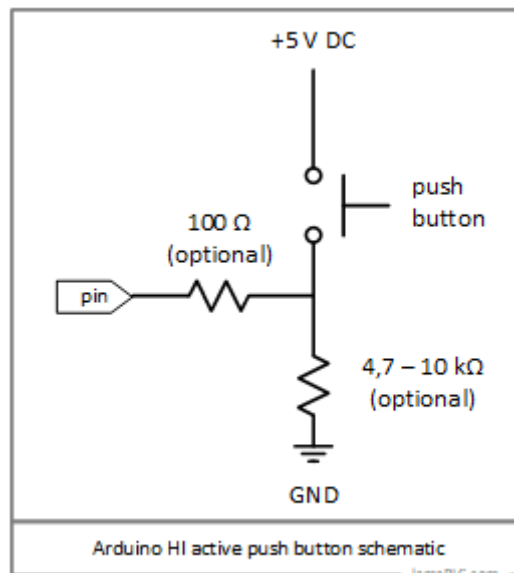 +5 V DC
push
button
100 Ω
(optional)
pin
4,7 – 10 kΩ
(optional)
GND
Arduino HI active push button schematic